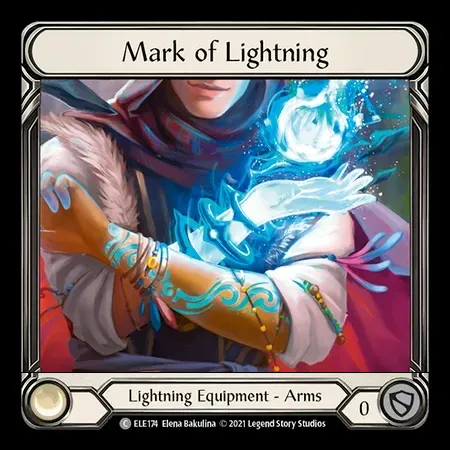 Mark of Lightning
Lightning Equipment - Arms
0
C ELE174 Elena Bakulina © 2021 Legend Story Studios